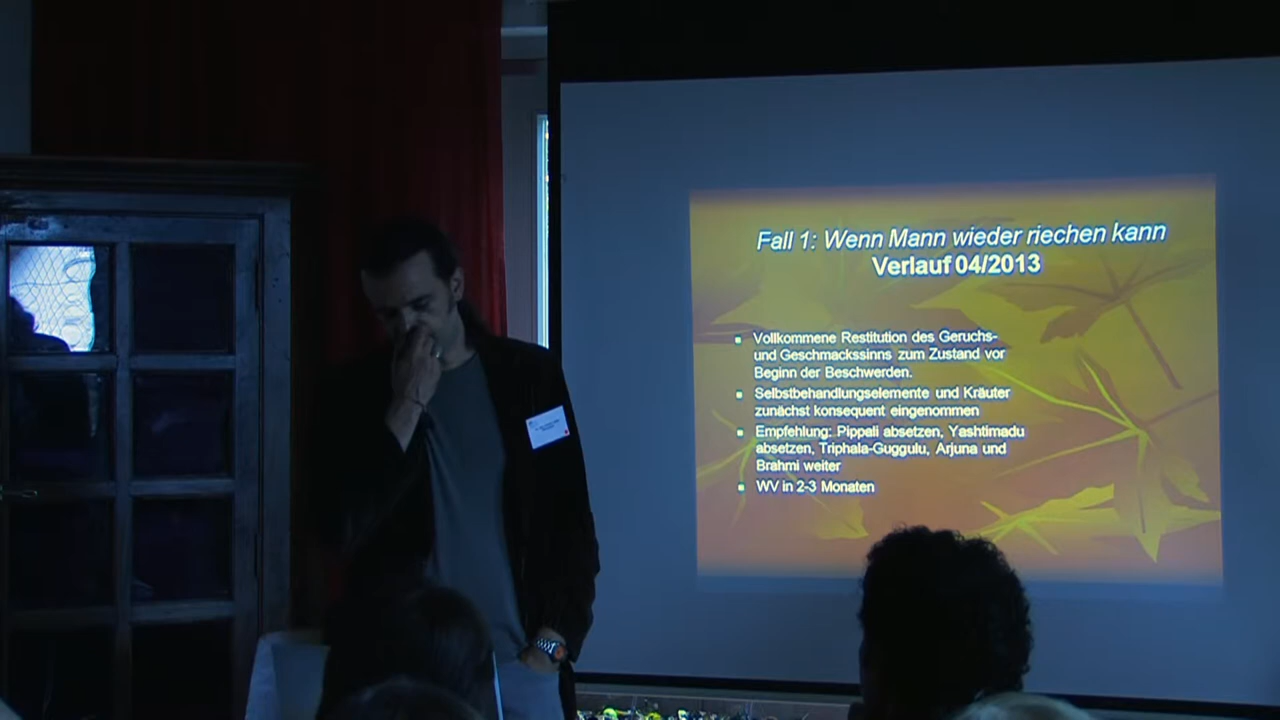 Fall 1: Wenn Mann wieder riechen kann
Verlauf 04/2013
Vollkommene Restitution des Geruchs-
und Geschmackssinns zum Zustand vor
Beginn der Beschwerden.
Selbstbehandlungselemente und Kräuter
zunächst konsequent eingenommen
Empfehlung: Pippali absetzen, Yashtimadu
absetzen, Triphala-Guggulu, Arjuna und
Brahmi weiter
WV in 2-3 Monaten